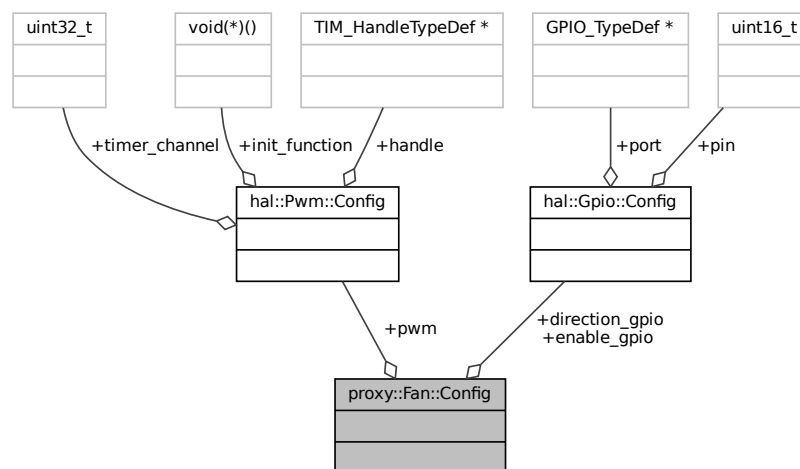 uint32_t
void(*)()
TIM_HandleTypeDef *
GPIO_TypeDef *
uint16_t
+timer_channel
+init_function
+handle
+port
+pin
hal::Pwm::Config
hal::Gpio::Config
+pwm
+direction_gpio
+enable_gpio
proxy::Fan::Config